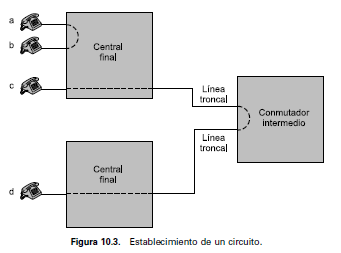 a
b
c
Central
final
Línea
troncal
Conmutador
intermedio
Línea
troncal
Central
final
d
Figura 10.3. Establecimiento de un circuito.